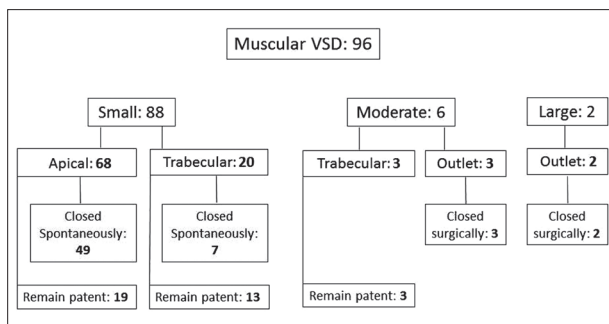 Muscular VSD: 96
Small: 88
Moderate: 6
Large: 2
Apical: 68
Trabecular: 20
Trabecular: 3
Outlet: 3
Outlet: 2
Closed
Spontaneously:
49
Closed
Spontaneously:
7
Closed
surgically: 3
Closed
surgically: 2
Remain patent: 19
Remain patent: 13
Remain patent: 3